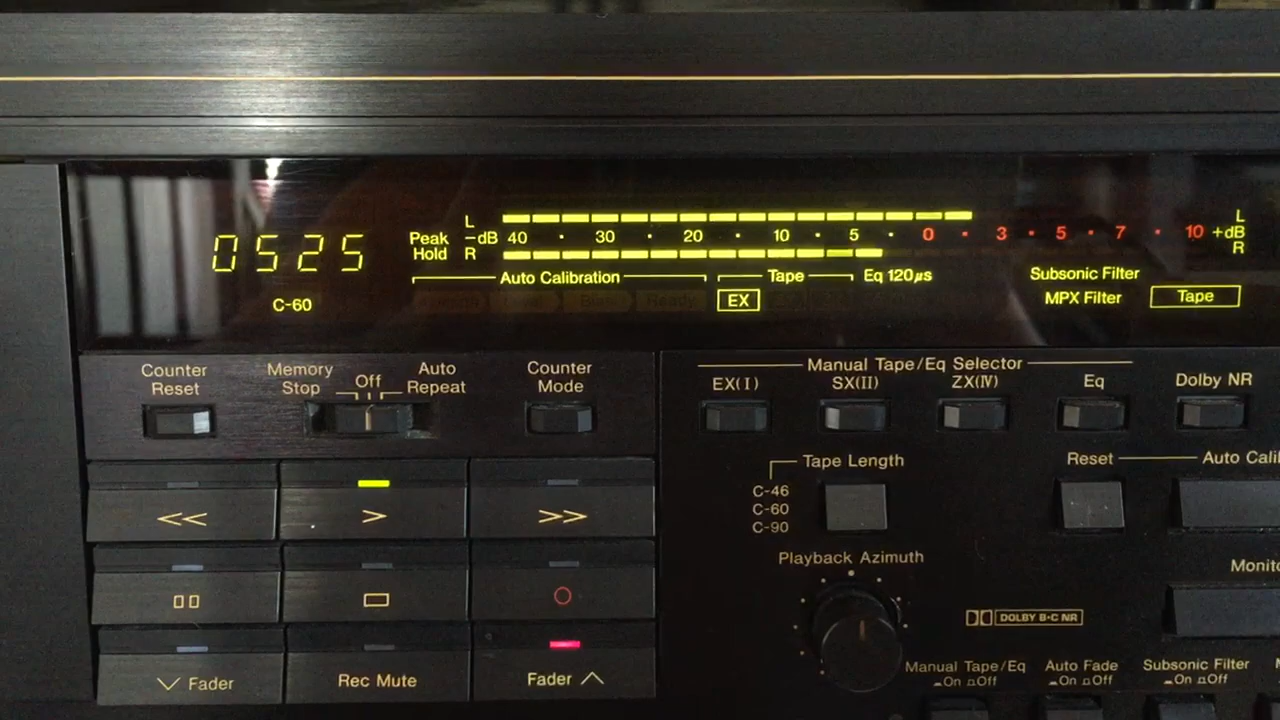 L
Peak -dB 40 · 30 · 20 · 10 · 5 · 0 · 3 · 5 · 7 · 10 +dB
Hold R
L
R
0525
Auto Calibration Tape Eq 120µs
C-60
EX
Subsonic Filter
MPX Filter Tape
Ready
Counter Reset
Memory Stop
Off
Auto Repeat
Counter Mode
Manual Tape/Eq Selector
EX(I) SX(II) ZX(IV) Eq Dolby NR
<< > >>
Tape Length
C-46
C-60
C-90
Reset Auto Cali
Playback Azimuth
Monito
DOLBY B·C NR
Fader Rec Mute Fader
Manual Tape/Eq Auto Fade Subsonic Filter M
On Off On Off On Off